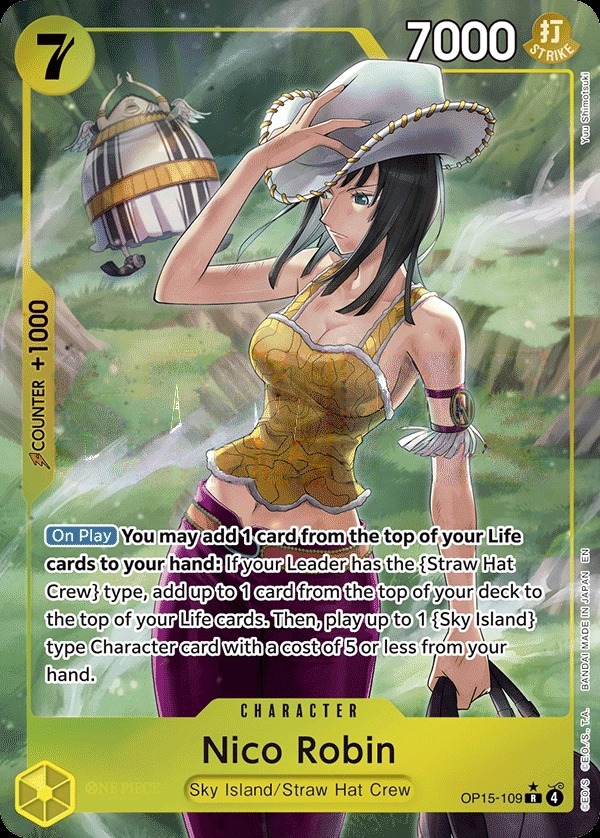 7
7000
打
STRIKE
Yuu Shimotsuki
COUNTER +1000
On Play You may add 1 card from the top of your Life
cards to your hand: If your Leader has the {Straw Hat
Crew} type, add up to 1 card from the top of your deck to
the top of your Life cards. Then, play up to 1 {Sky Island}
type Character card with a cost of 5 or less from your
hand.
BANDAI MADE IN JAPAN EN
©E.O./S., T.A.
©EO/S
CHARACTER
Nico Robin
ONE PIECE
Sky Island/Straw Hat Crew
OP15-109 R 4
N